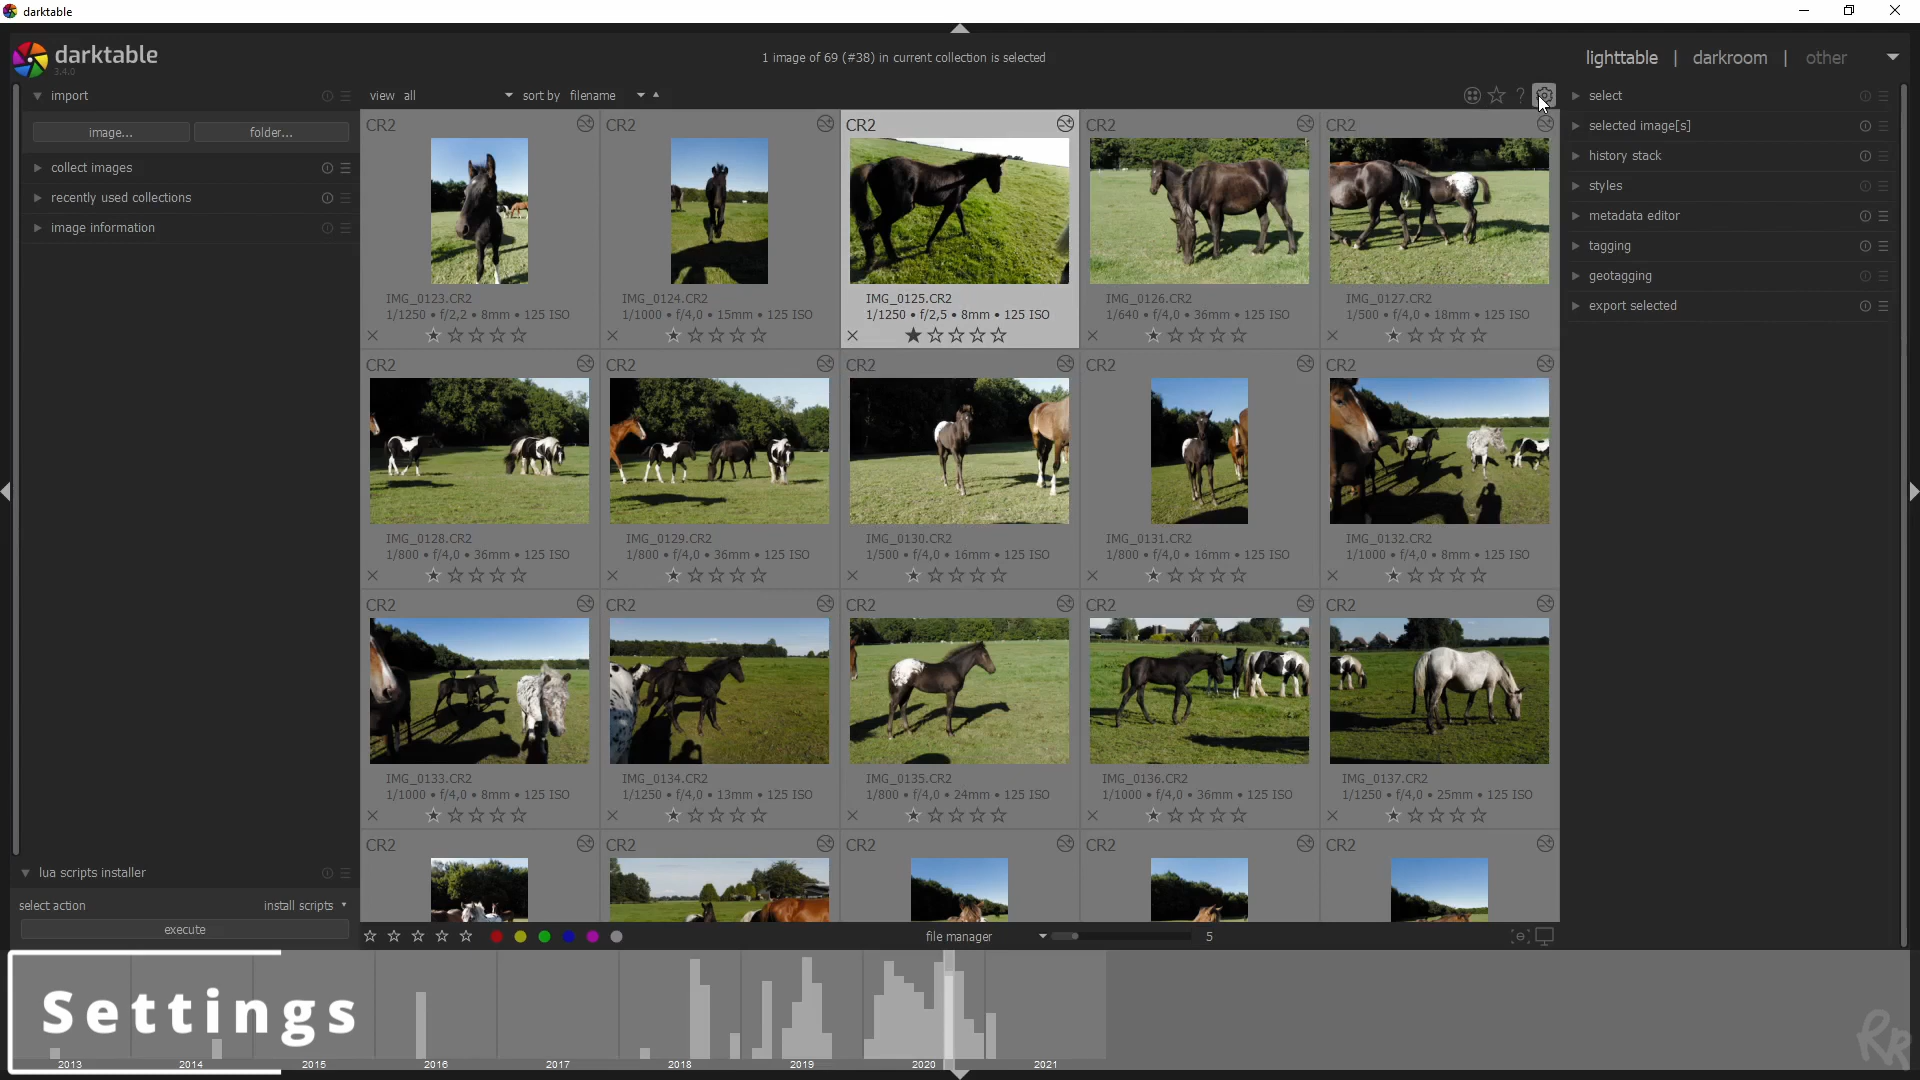 darktable
darktable
3.4.0
1 image of 69 (#38) in current collection is selected
lighttable | darkroom | other
import
image...
folder...
collect images
recently used collections
image information
view all
sort by filename
?
select
selected image[s]
history stack
styles
metadata editor
tagging
geotagging
export selected
CR2 CR2 CR2 CR2 CR2
IMG_0123.CR2
1/1250 • f/2,2 • 8mm • 125 ISO
IMG_0124.CR2
1/1000 • f/4,0 • 15mm • 125 ISO
IMG_0125.CR2
1/1250 • f/2,5 • 8mm • 125 ISO
IMG_0126.CR2
1/640 • f/4,0 • 36mm • 125 ISO
IMG_0127.CR2
1/500 • f/4,0 • 18mm • 125 ISO
CR2 CR2 CR2 CR2 CR2
IMG_0128.CR2
1/800 • f/4,0 • 36mm • 125 ISO
IMG_0129.CR2
1/800 • f/4,0 • 36mm • 125 ISO
IMG_0130.CR2
1/500 • f/4,0 • 16mm • 125 ISO
IMG_0131.CR2
1/800 • f/4,0 • 16mm • 125 ISO
IMG_0132.CR2
1/1000 • f/4,0 • 8mm • 125 ISO
CR2 CR2 CR2 CR2 CR2
IMG_0133.CR2
1/1000 • f/4,0 • 8mm • 125 ISO
IMG_0134.CR2
1/1250 • f/4,0 • 13mm • 125 ISO
IMG_0135.CR2
1/800 • f/4,0 • 24mm • 125 ISO
IMG_0136.CR2
1/1000 • f/4,0 • 36mm • 125 ISO
IMG_0137.CR2
1/1250 • f/4,0 • 25mm • 125 ISO
CR2 CR2 CR2 CR2 CR2
lua scripts installer
select action install scripts
execute
file manager 5
Settings
2013 2014 2015 2016 2017 2018 2019 2020 2021
RR